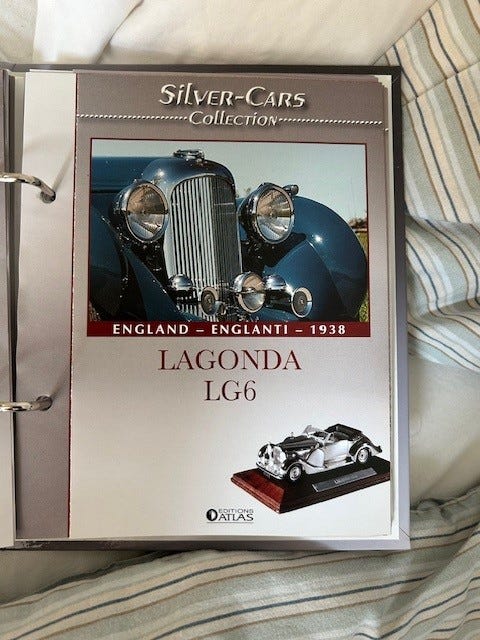 SILVER-CARS
COLLECTION
ENGLAND – ENGLANTI – 1938
LAGONDA
LG6
EDITIONS
ATLAS